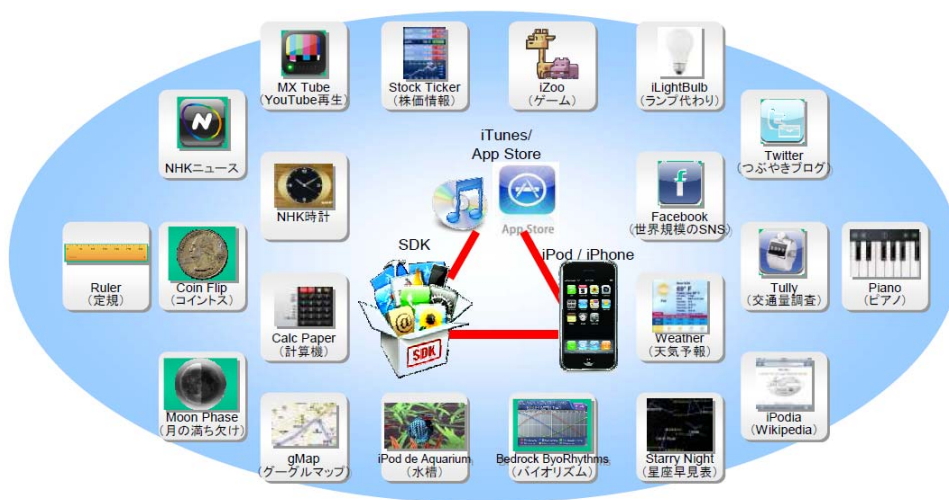 MX Tube
(YouTube再生)
Stock Ticker
(株価情報)
iZoo
(ゲーム)
iLightBulb
(ランプ代わり)
NHKニュース
iTunes/
App Store
Twitter
(つぶやきブログ)
NHK時計
App Store
Facebook
(世界規模のSNS)
SDK
iPod / iPhone
Ruler
(定規)
Coin Flip
(コイントス)
Tully
(交通量調査)
Piano
(ピアノ)
Calc Paper
(計算機)
SDK
Weather
(天気予報)
Moon Phase
(月の満ち欠け)
gMap
(グーグルマップ)
iPod de Aquarium
(水槽)
Bedrock ByoRhythms
(バイオリズム)
Starry Night
(星座早見表)
iPodia
(Wikipedia)